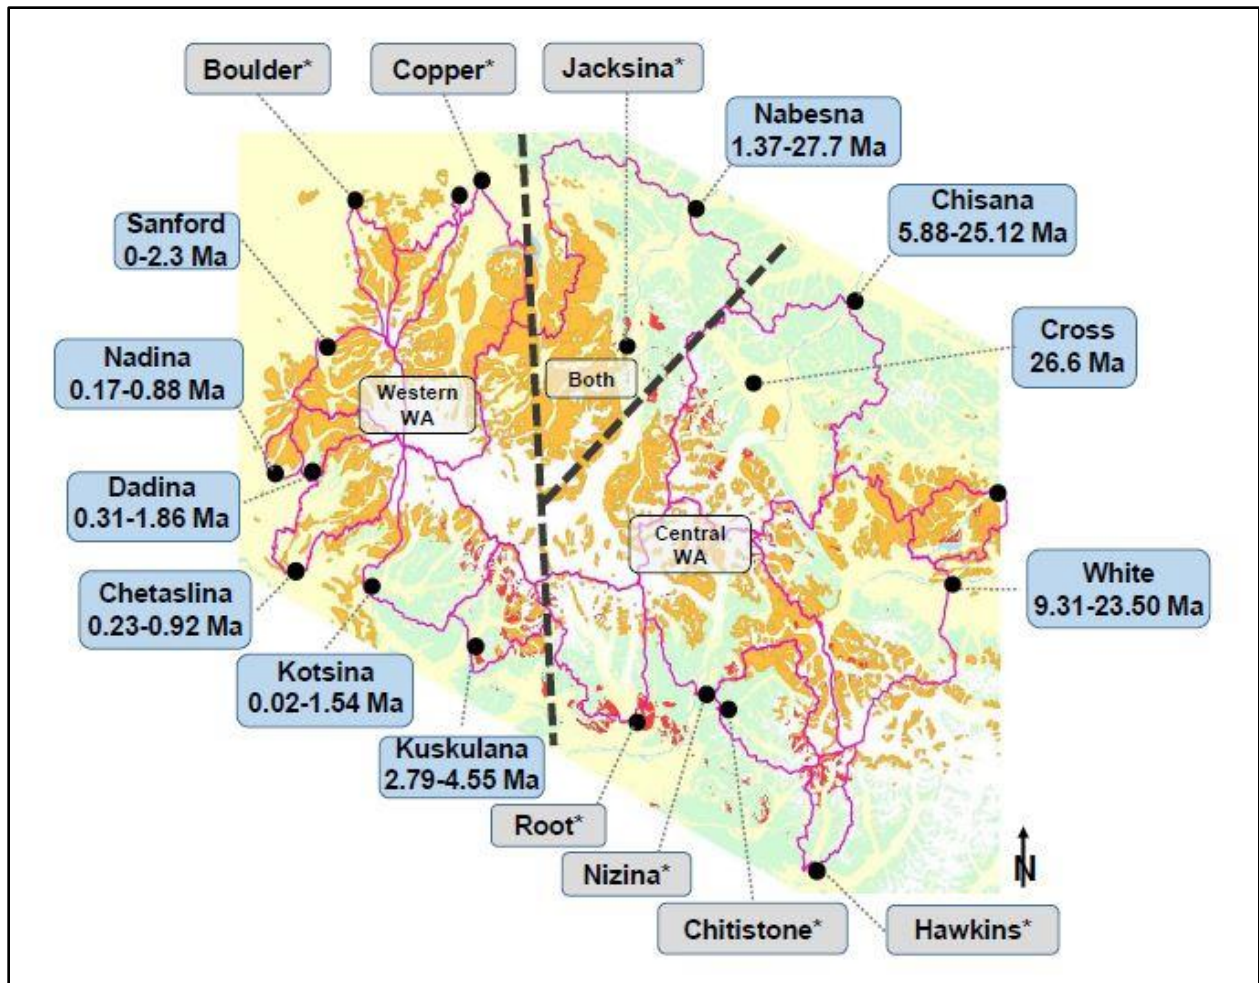 Boulder*
Copper*
Jacksina*
Nabesna
1.37-27.7 Ma
Chisana
5.88-25.12 Ma
Sanford
0-2.3 Ma
Cross
26.6 Ma
Nadina
0.17-0.88 Ma
Western
WA
Both
Dadina
0.31-1.86 Ma
Central
WA
Chetaslina
0.23-0.92 Ma
White
9.31-23.50 Ma
Kotsina
0.02-1.54 Ma
Kuskulana
2.79-4.55 Ma
Root*
Nizina*
Chitistone*
Hawkins*
N